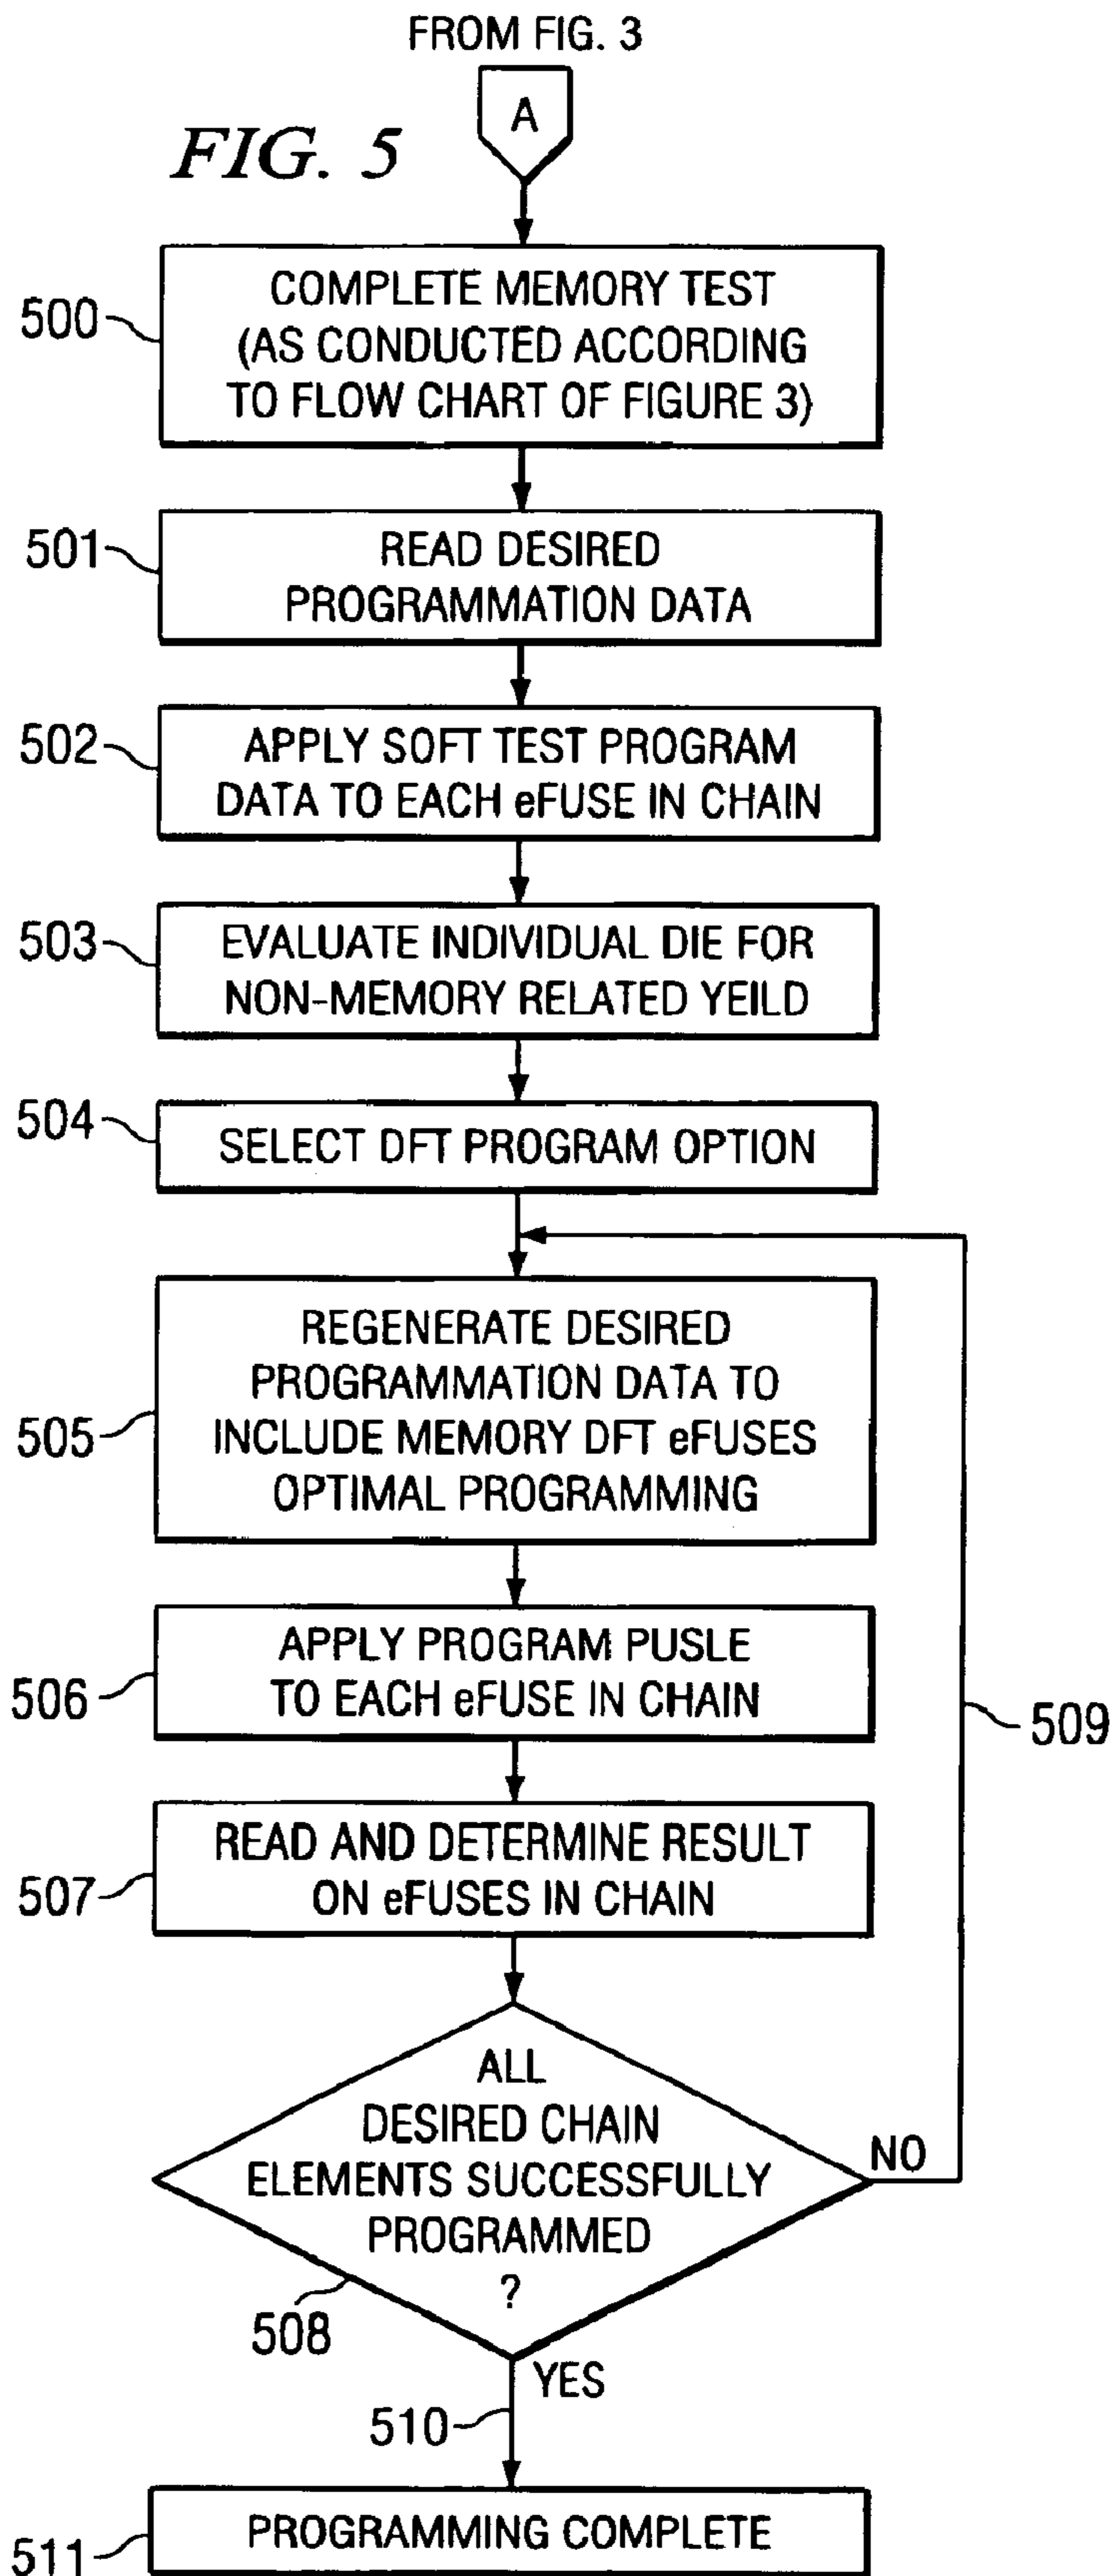 FROM FIG. 3
A
FIG. 5
500
COMPLETE MEMORY TEST
(AS CONDUCTED ACCORDING
TO FLOW CHART OF FIGURE 3)
501
READ DESIRED
PROGRAMMATION DATA
502
APPLY SOFT TEST PROGRAM
DATA TO EACH eFUSE IN CHAIN
503
EVALUATE INDIVIDUAL DIE FOR
NON-MEMORY RELATED YEILD
504
SELECT DFT PROGRAM OPTION
505
REGENERATE DESIRED
PROGRAMMATION DATA TO
INCLUDE MEMORY DFT eFUSES
OPTIMAL PROGRAMMING
506
APPLY PROGRAM PUSLE
TO EACH eFUSE IN CHAIN
509
507
READ AND DETERMINE RESULT
ON eFUSES IN CHAIN
ALL
DESIRED CHAIN
ELEMENTS SUCCESSFULLY
PROGRAMMED
?
NO
508
YES
510
511
PROGRAMMING COMPLETE